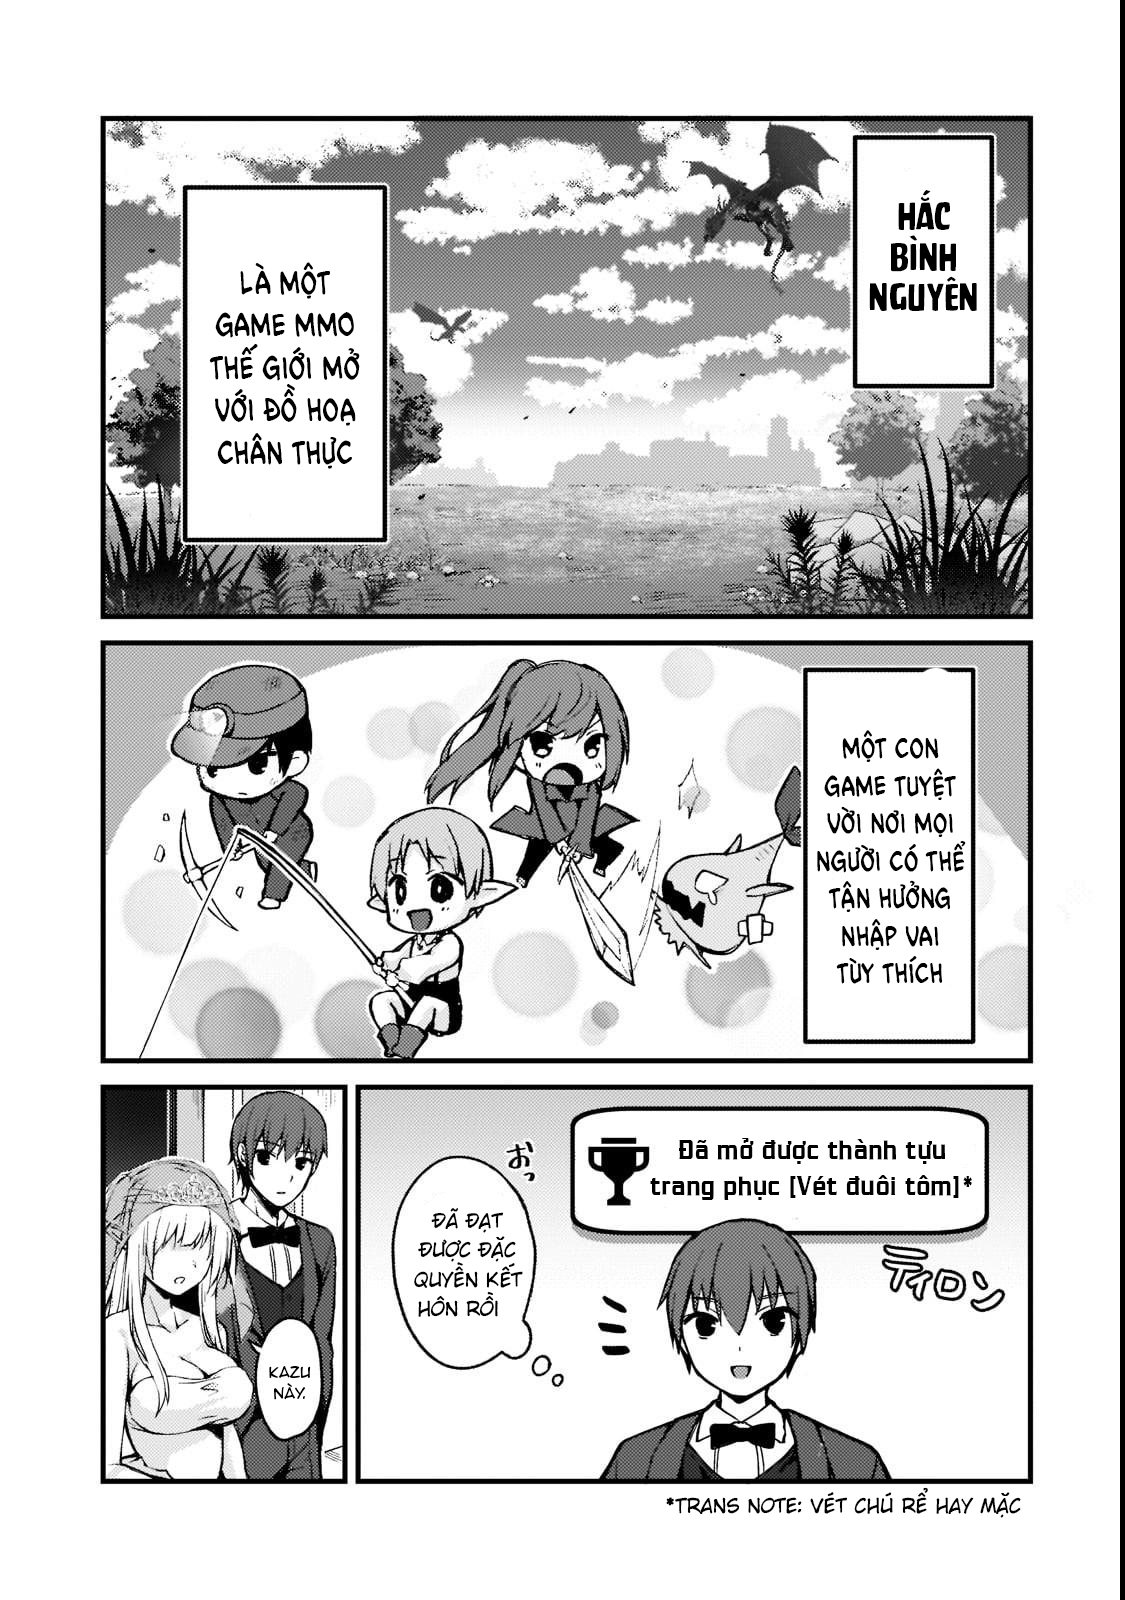 HẮC
BÌNH
NGUYÊN
LÀ MỘT
GAME MMO
THẾ GIỚI MỞ
VỚI ĐỒ HOẠ
CHÂN THỰC
MỘT CON
GAME TUYỆT
VỜI NƠI MỌI
NGƯỜI CÓ THỂ
TẬN HƯỞNG
NHẬP VAI
TÙY THÍCH
Đã mở được thành tựu
trang phục [Vét đuôi tôm]*
おっ
ĐÃ ĐẠT
ĐƯỢC ĐẶC
QUYỀN KẾT
HÔN RỒI
ティロン
KAZU
NÀY.
*TRANS NOTE: VÉT CHÚ RỂ HAY MẶC